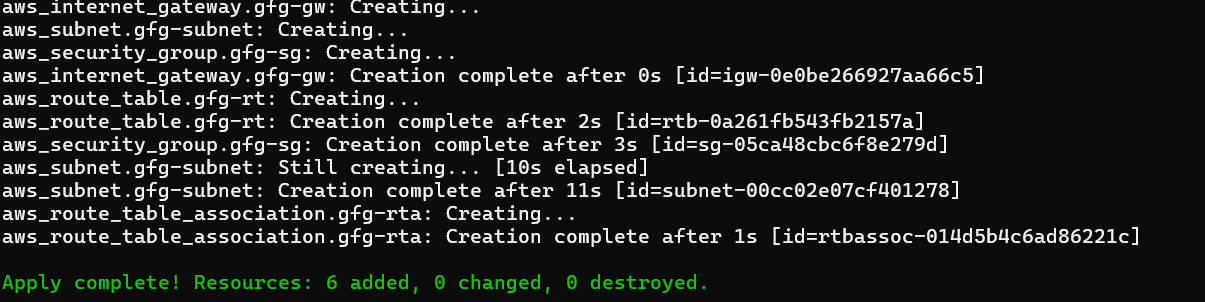 aws_internet_gateway.gfg-gw: Creating...
aws_subnet.gfg-subnet: Creating...
aws_security_group.gfg-sg: Creating...
aws_internet_gateway.gfg-gw: Creation complete after 0s [id=igw-0e0be266927aa66c5]
aws_route_table.gfg-rt: Creating...
aws_route_table.gfg-rt: Creation complete after 2s [id=rtb-0a261fb543fb2157a]
aws_security_group.gfg-sg: Creation complete after 3s [id=sg-05ca48cbc6f8e279d]
aws_subnet.gfg-subnet: Still creating... [10s elapsed]
aws_subnet.gfg-subnet: Creation complete after 11s [id=subnet-00cc02e07cf401278]
aws_route_table_association.gfg-rta: Creating...
aws_route_table_association.gfg-rta: Creation complete after 1s [id=rtbassoc-014d5b4c6ad86221c]
Apply complete! Resources: 6 added, 0 changed, 0 destroyed.